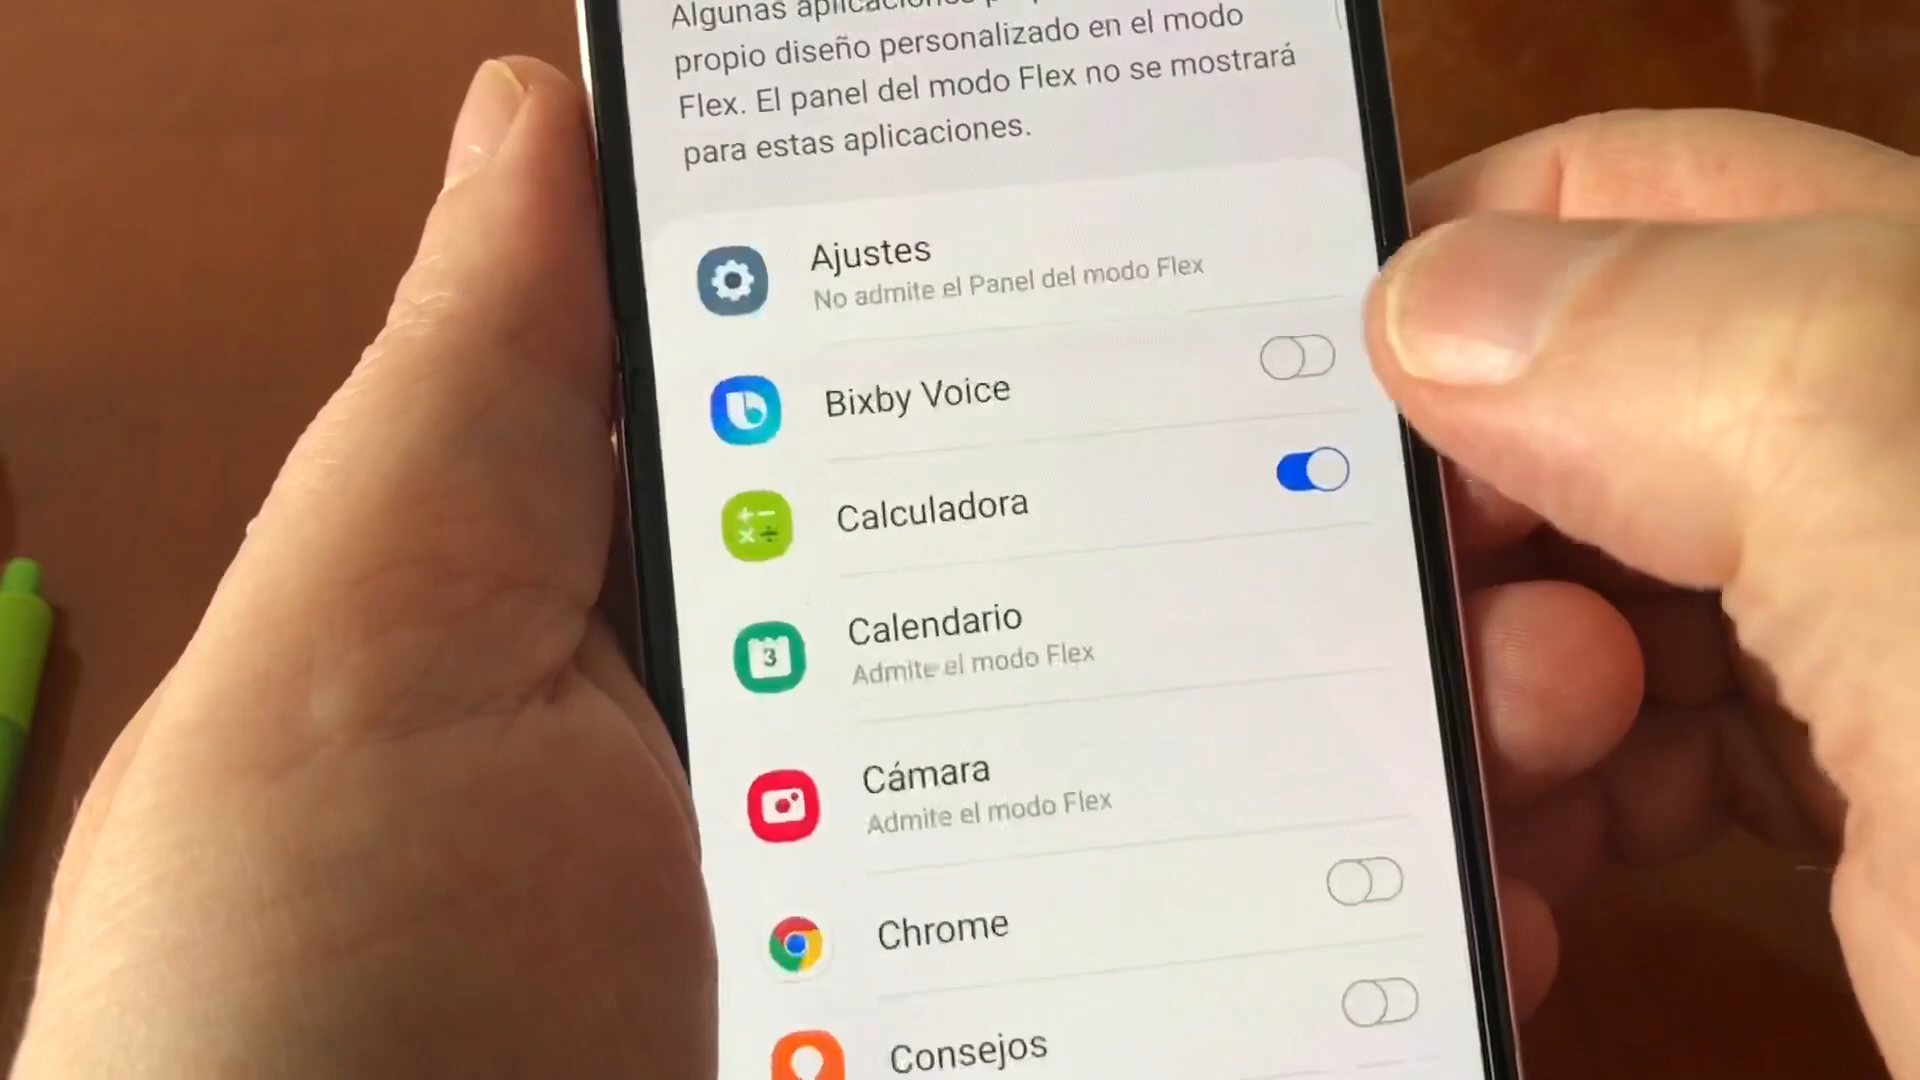 Algunas aplicaciones
propio diseño personalizado en el modo
Flex. El panel del modo Flex no se mostrará
para estas aplicaciones.
Ajustes
No admite el Panel del modo Flex
Bixby Voice
Calculadora
Calendario
3
Admite el modo Flex
Cámara
Admite el modo Flex
Chrome
Consejos